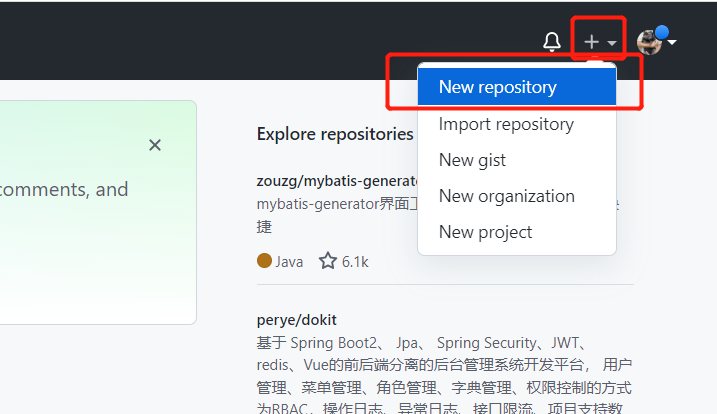 New repository
Import repository
New gist
New organization
New project
comments, and
Explore repositories
zouzg/mybatis-generato
mybatis-generator界面工
捷
Java 6.1k
perye/dokit
基于 Spring Boot2、 Jpa、 Spring Security、JWT、
redis、Vue的前后端分离的后台管理系统开发平台， 用户
管理、菜单管理、角色管理、字典管理、权限控制的方式
为RBAC，操作日志、异常日志、接口限流、项目支持数